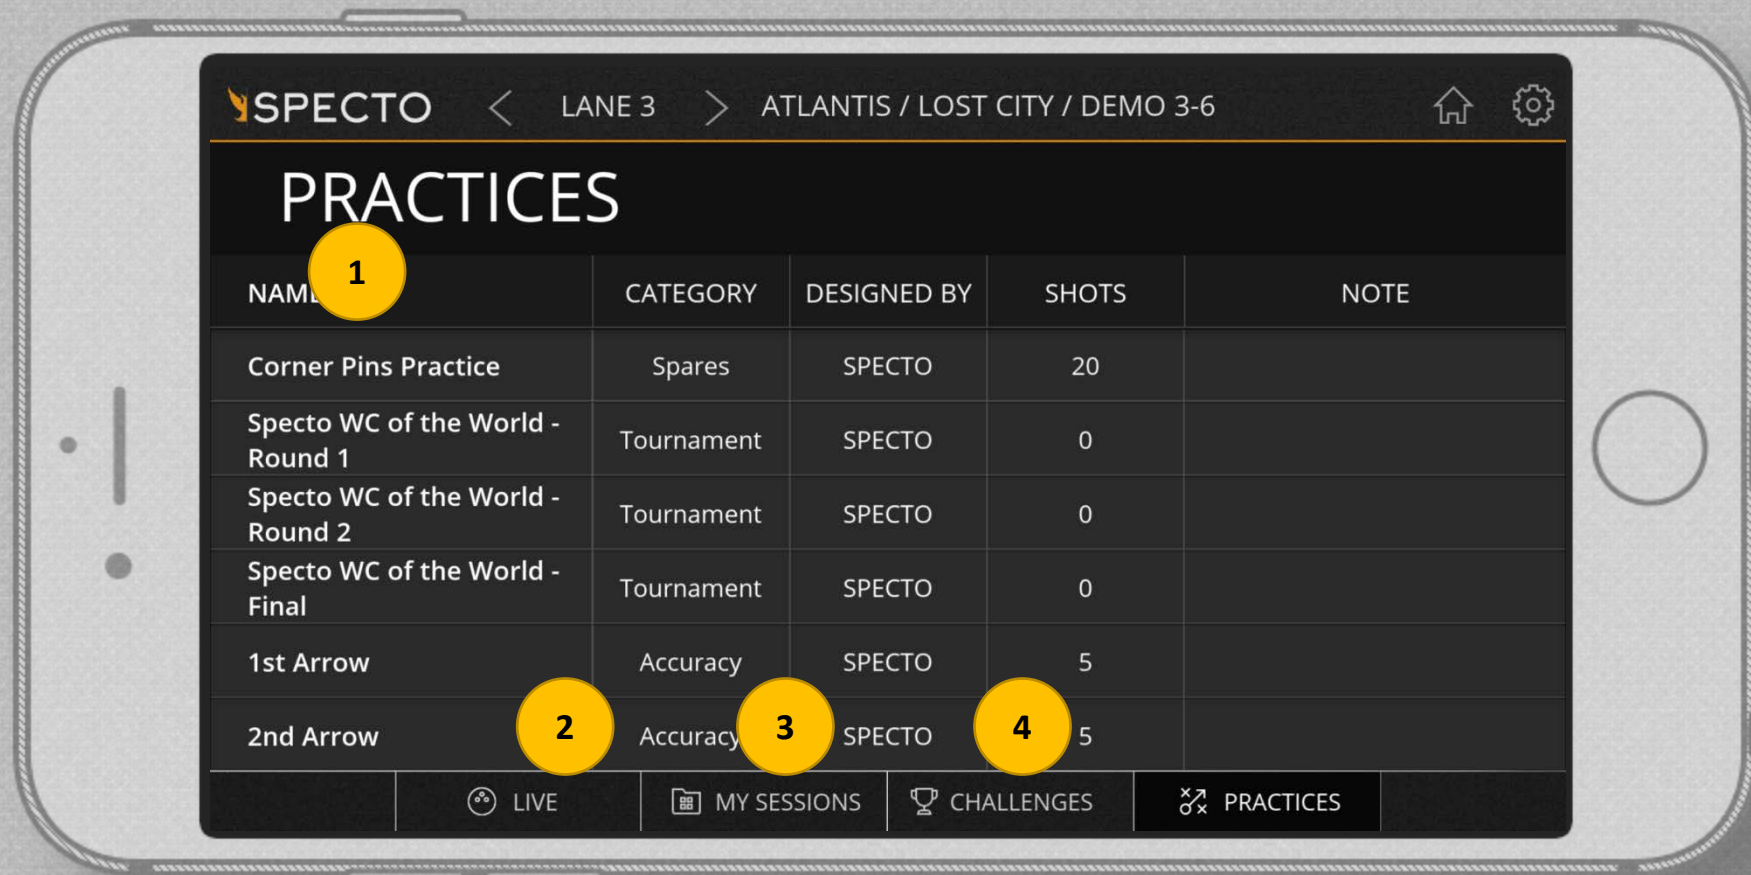 SPECTO
LANE 3
ATLANTIS / LOST CITY / DEMO 3-6
PRACTICES
1
NAME CATEGORY DESIGNED BY SHOTS NOTE
Corner Pins Practice Spares SPECTO 20
Specto WC of the World -
Round 1
Tournament SPECTO 0
Specto WC of the World -
Round 2
Tournament SPECTO 0
Specto WC of the World -
Final
Tournament SPECTO 0
1st Arrow Accuracy SPECTO 5
2nd Arrow Accuracy SPECTO 5
2
3
4
LIVE MY SESSIONS CHALLENGES PRACTICES